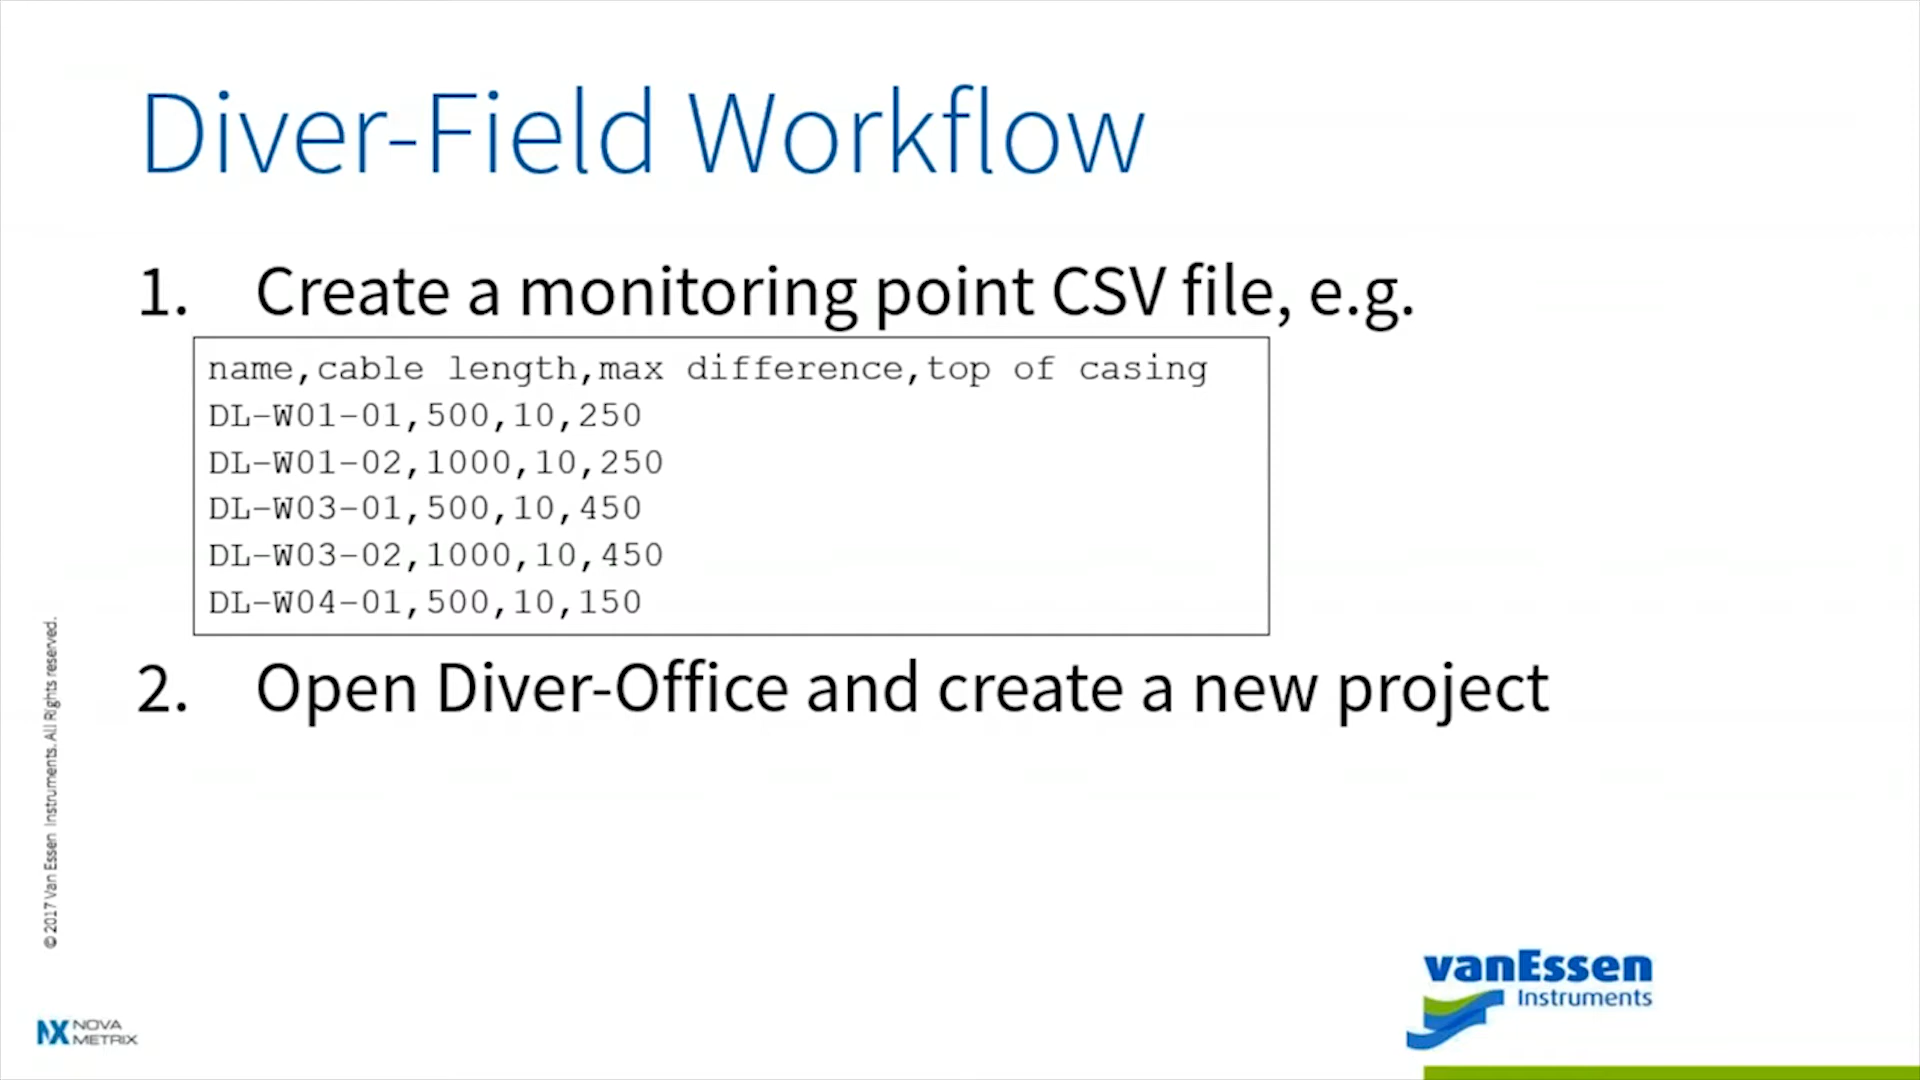 Diver-Field Workflow
1. Create a monitoring point CSV file, e.g.
name,cable length,max difference,top of casing
DL-W01-01,500,10,250
DL-W01-02,1000,10,250
DL-W03-01,500,10,450
DL-W03-02,1000,10,450
DL-W04-01,500,10,150
2. Open Diver-Office and create a new project
© 2017 Van Essen Instruments. All Rights reserved.
NOVA
METRIX
vanEssen
Instruments